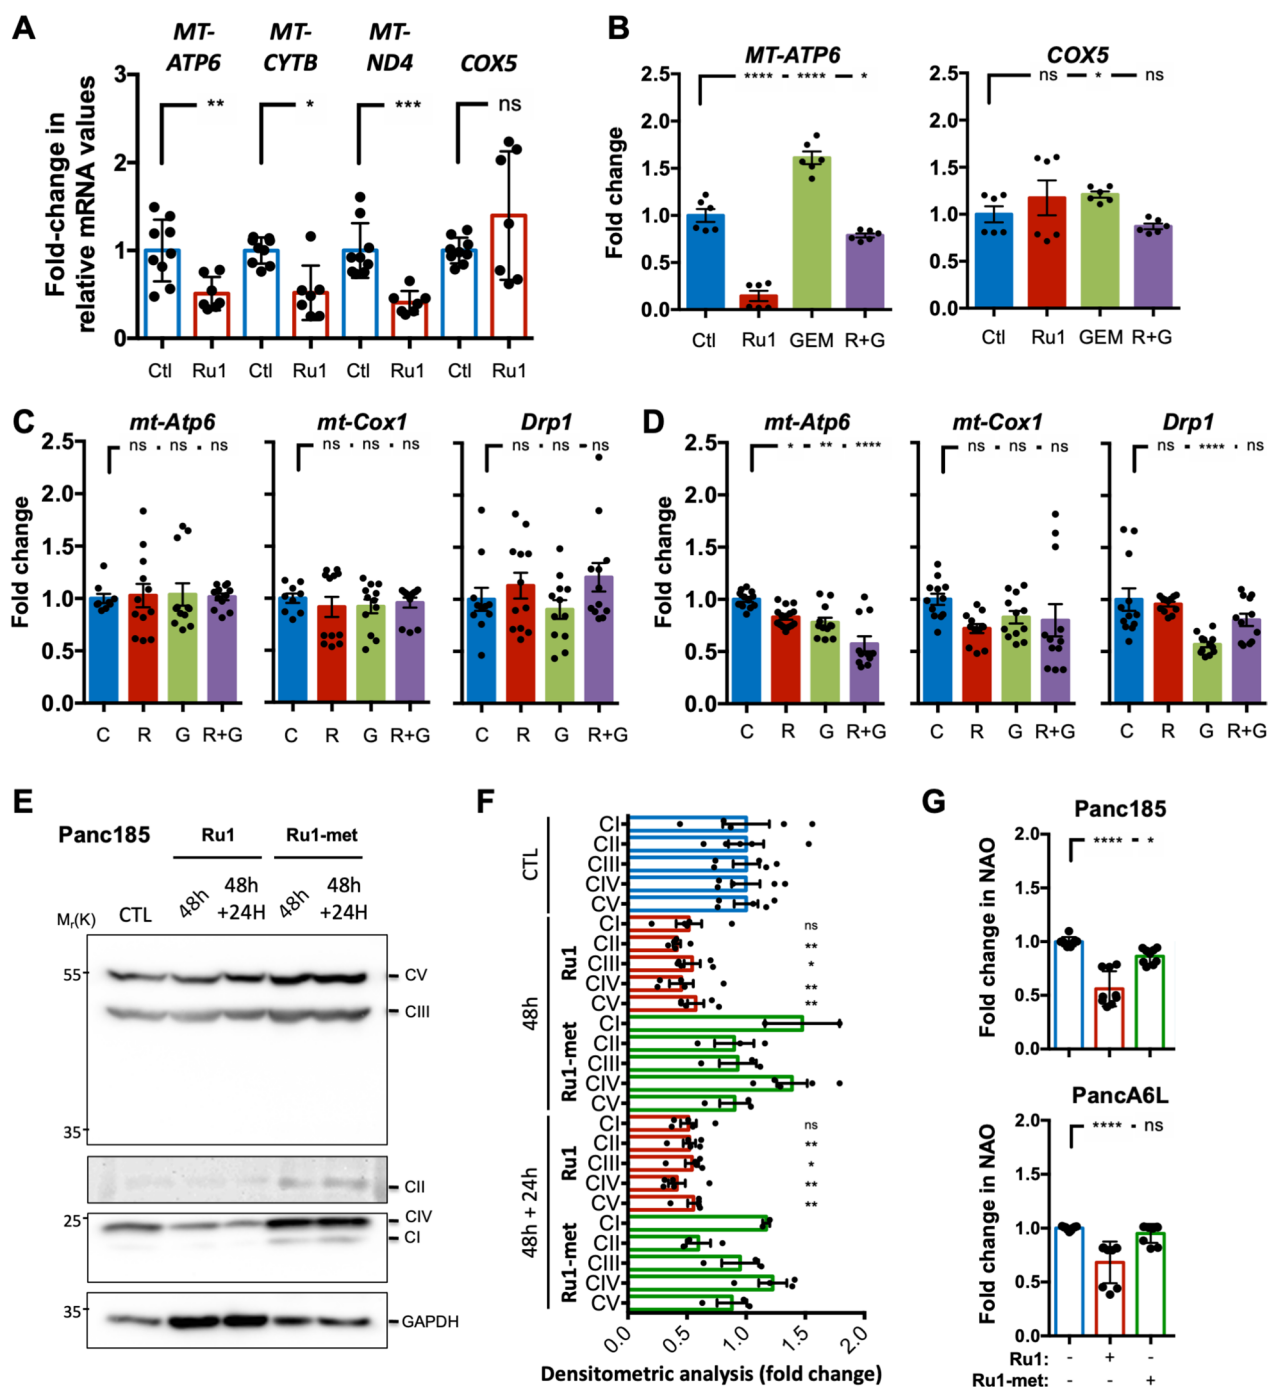 A
MT-ATP6 MT-CYTB MT-ND4 COX5
Fold-change in relative mRNA values
3
2
1
0
** * *** ns
Ctl Ru1 Ctl Ru1 Ctl Ru1 Ctl Ru1
B
MT-ATP6
**** **** *
Fold change
2.5
2.0
1.5
1.0
0.5
0.0
Ctl Ru1 GEM R+G
COX5
ns * ns
2.5
2.0
1.5
1.0
0.5
0.0
Ctl Ru1 GEM R+G
C
mt-Atp6 mt-Cox1 Drp1
ns ns ns ns ns ns ns ns ns
Fold change
2.5
2.0
1.5
1.0
0.5
0.0
C R G R+G C R G R+G C R G R+G
D
mt-Atp6 mt-Cox1 Drp1
* ** **** ns ns ns ns **** ns
Fold change
2.5
2.0
1.5
1.0
0.5
0.0
C R G R+G C R G R+G C R G R+G
E
Panc185 Ru1 Ru1-met
Mr(K) CTL 48h 48h +24H 48h 48h +24H
55 CV
CIII
35
CII
25 CIV
CI
35 GAPDH
F
CTL
CI
CII
CIII
CIV
CV
48h
Ru1
CI ns
CII **
CIII *
CIV **
CV **
Ru1-met
CI
CII
CIII
CIV
CV
48h + 24h
Ru1
CI ns
CII **
CIII *
CIV **
CV **
Ru1-met
CI
CII
CIII
CIV
CV
0.0 0.5 1.0 1.5 2.0
Densitometric analysis (fold change)
G
Panc185
**** *
Fold change in NAO
2.0
1.5
1.0
0.5
0.0
PancA6L
**** ns
Fold change in NAO
2.0
1.5
1.0
0.5
0.0
Ru1: - + -
Ru1-met: - - +